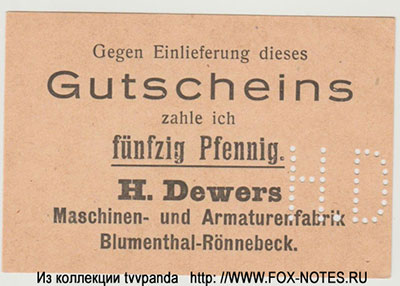 Gegen Einlieferung dieses
Gutscheins
zahle ich
fünfzig Pfennig.
H. Dewers
H.D
Maschinen- und Armaturenfabrik
Blumenthal-Rönnebeck.
Из коллекции tvvpanda http: //WWW.FOX-NOTES.RU